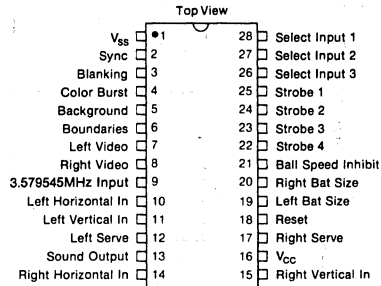 Top View
V_SS 1 28 Select Input 1
Sync 2 27 Select Input 2
Blanking 3 26 Select Input 3
Color Burst 4 25 Strobe 1
Background 5 24 Strobe 2
Boundaries 6 23 Strobe 3
Left Video 7 22 Strobe 4
Right Video 8 21 Ball Speed Inhibit
3.579545MHz Input 9 20 Right Bat Size
Left Horizontal In 10 19 Left Bat Size
Left Vertical In 11 18 Reset
Left Serve 12 17 Right Serve
Sound Output 13 16 V_CC
Right Horizontal In 14 15 Right Vertical In